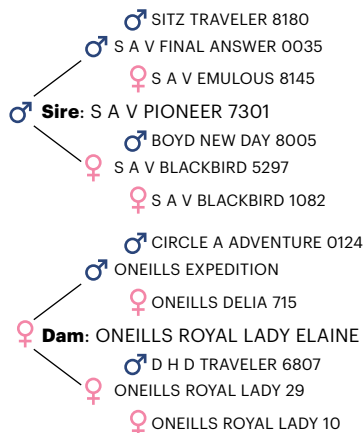 SITZ TRAVELER 8180
S A V FINAL ANSWER 0035
S A V EMULOUS 8145
Sire: S A V PIONEER 7301
BOYD NEW DAY 8005
S A V BLACKBIRD 5297
S A V BLACKBIRD 1082
CIRCLE A ADVENTURE 0124
ONEILLS EXPEDITION
ONEILLS DELIA 715
Dam: ONEILLS ROYAL LADY ELAINE
D H D TRAVELER 6807
ONEILLS ROYAL LADY 29
ONEILLS ROYAL LADY 10